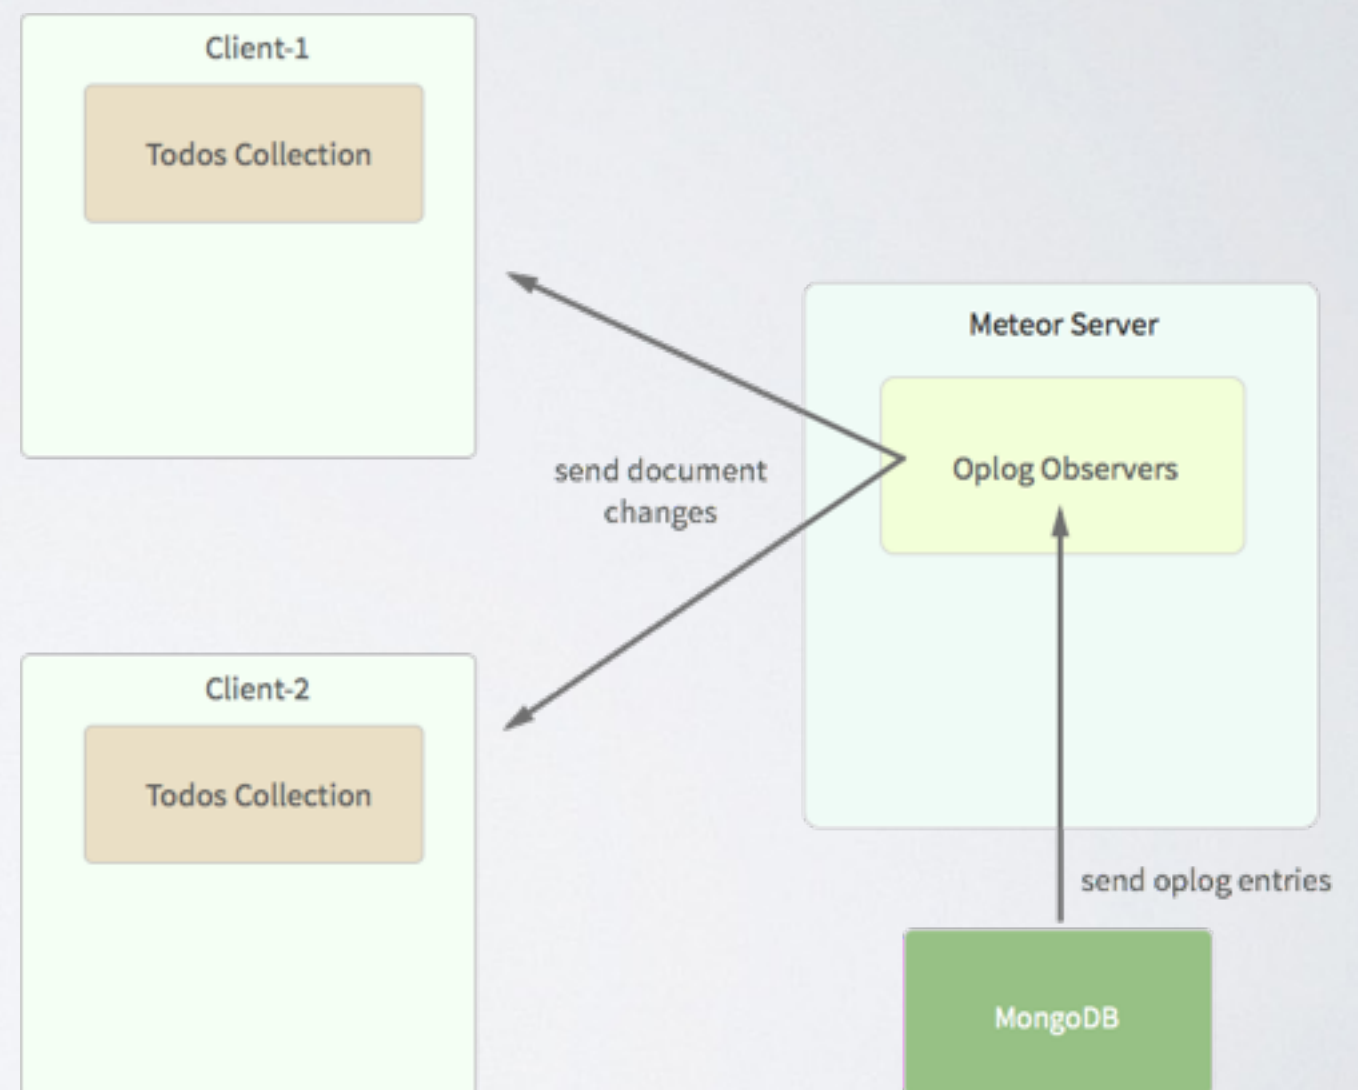 Client-1
Todos Collection
Meteor Server
Oplog Observers
send document
changes
Client-2
Todos Collection
send oplog entries
MongoDB